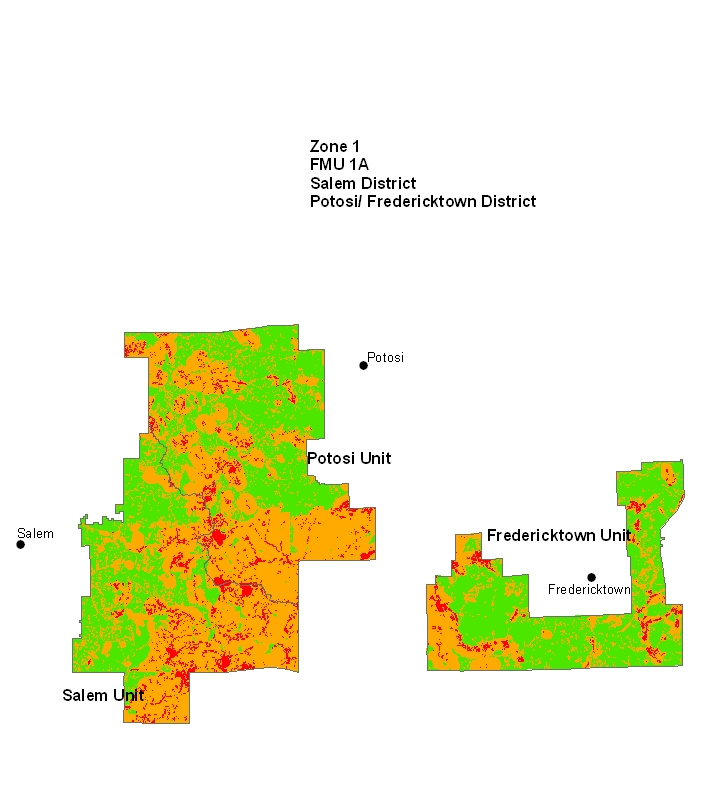 Zone 1
FMU 1A
Salem District
Potosi/ Fredericktown District
Potosi
Potosi Unit
Salem
Fredericktown Unit
Fredericktown
Salem Unit